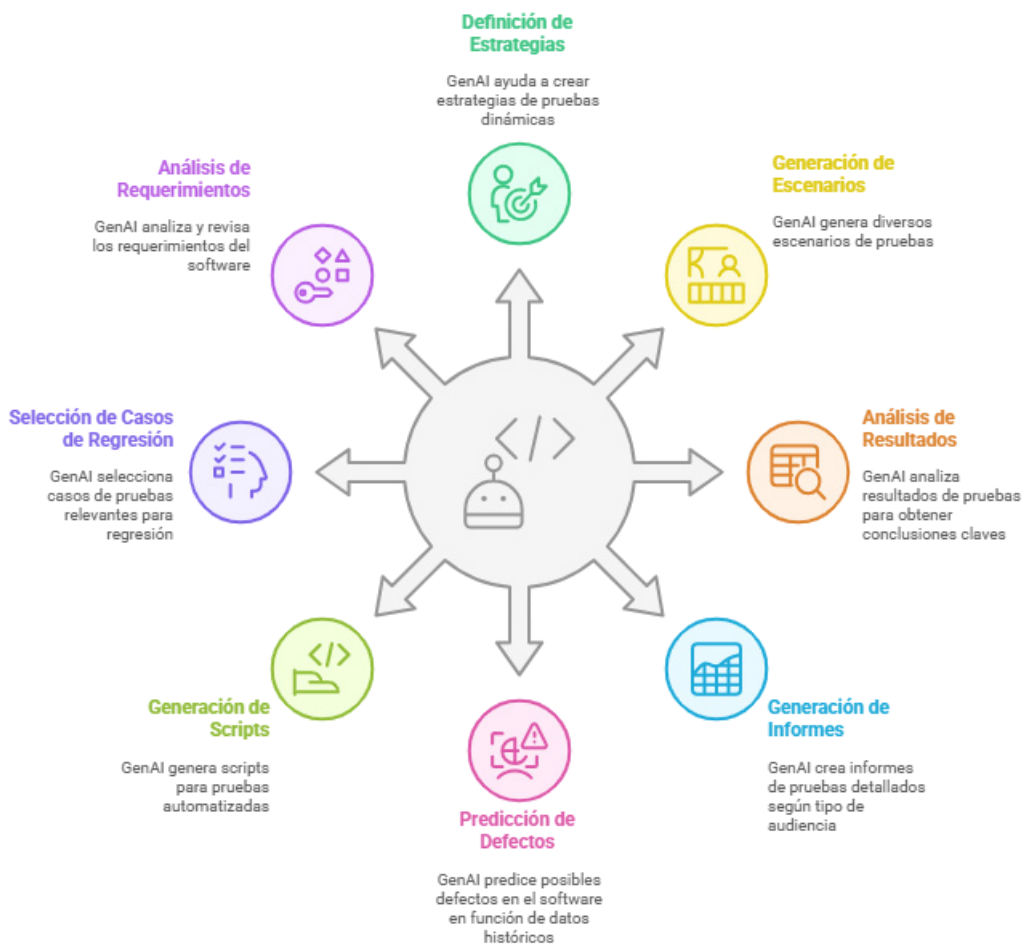 Definición de
Estrategias
GenAI ayuda a crear
estrategias de pruebas
dinámicas
Análisis de
Requerimientos
GenAI analiza y revisa
los requerimientos del
software
Generación de
Escenarios
GenAI genera diversos
escenarios de pruebas
Selección de Casos
de Regresión
GenAI selecciona
casos de pruebas
relevantes para
regresión
</>
Análisis de
Resultados
GenAI analiza
resultados de pruebas
para obtener
conclusiones claves
</>
Generación de
Scripts
GenAI genera scripts
para pruebas
automatizadas
Predicción de
Defectos
GenAI predice posibles
defectos en el software
en función de datos
históricos
Generación de
Informes
GenAI crea informes
de pruebas detallados
según tipo de
audiencia